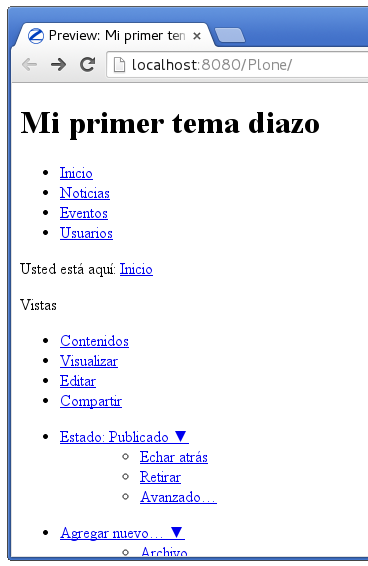 Preview: Mi primer ten
localhost:8080/Plone/
Mi primer tema diazo
Inicio
Noticias
Eventos
Usuarios
Usted está aquí: Inicio
Vistas
Contenidos
Visualizar
Editar
Compartir
Estado: Publicado ▼
Echar atrás
Retirar
Avanzado…
Agregar nuevo… ▼
Archivo